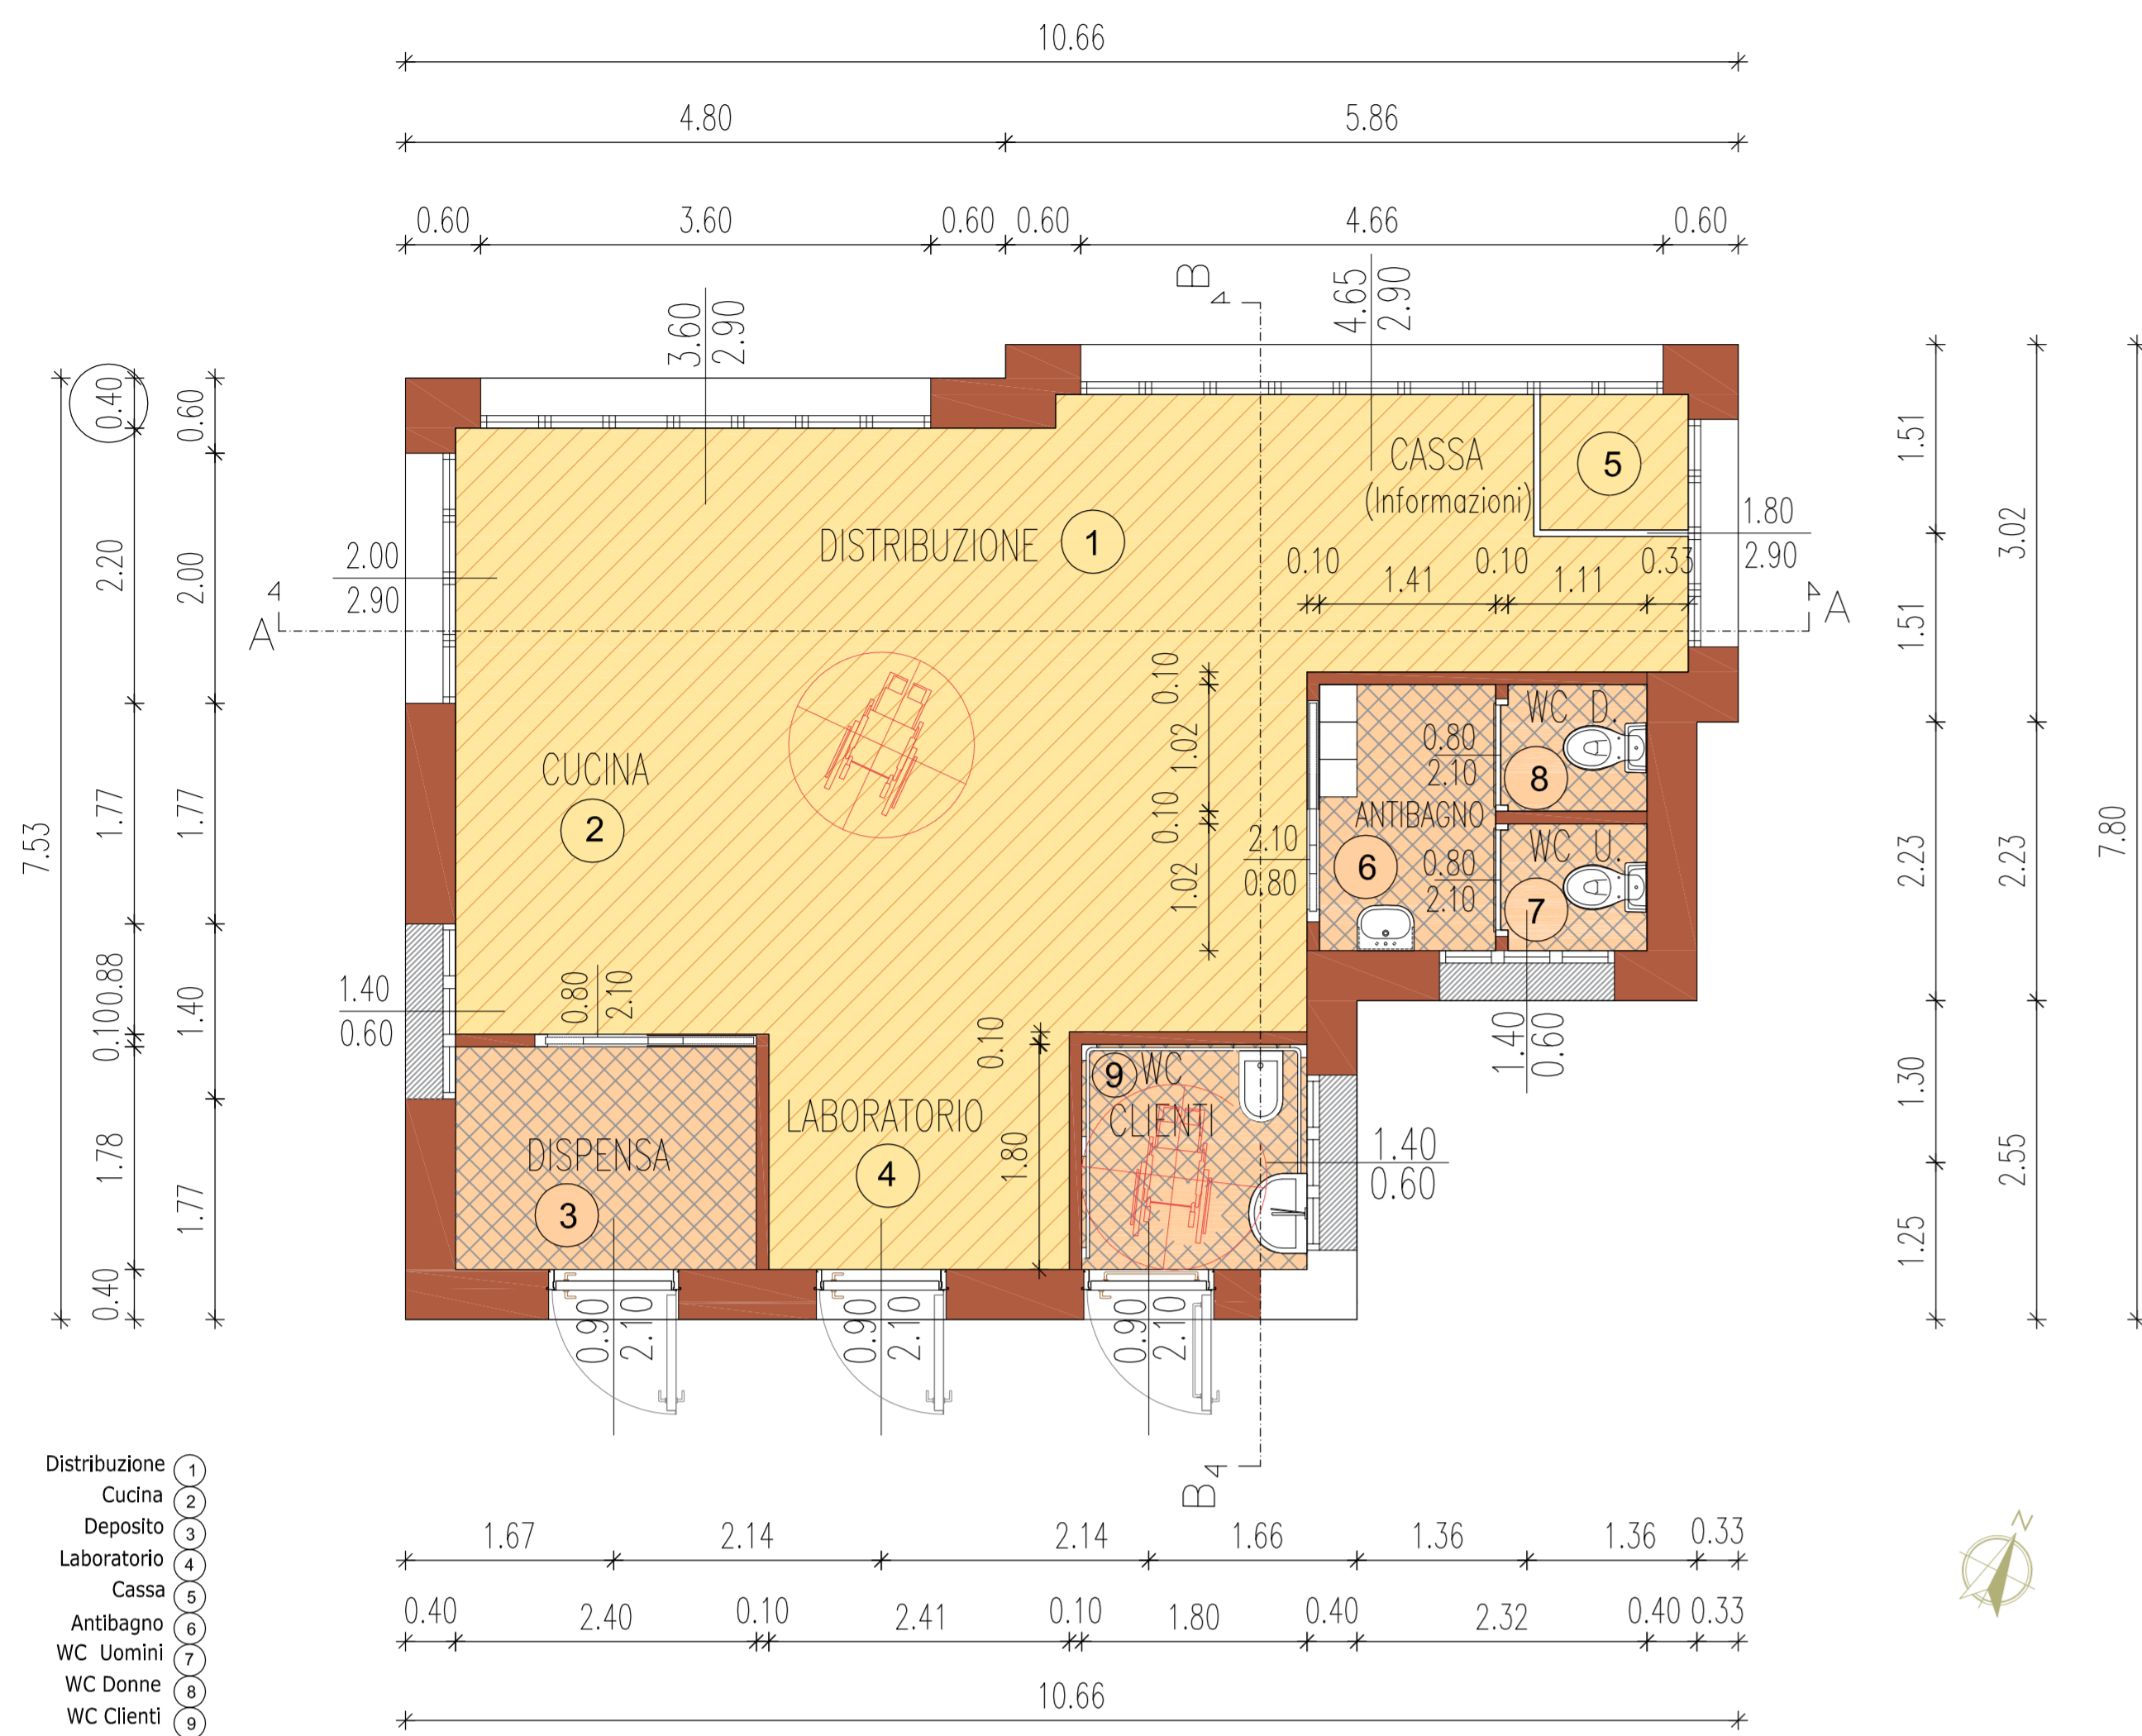 10.66
4.80 5.86
0.60 3.60 0.60 0.60 4.66 0.60
B 4
3.60
2.90
4.65
2.90
0.40
0.60
2.20
2.00
1.77
1.77
7.53
0.88
0.10
1.40
1.78
1.77
0.40
CASSA
(Informazioni)
5
DISTRIBUZIONE 1
1.80
2.90
2.00
2.90
0.10 1.41 0.10 1.11 0.33
A 4
4 A
0.10
1.02
0.10
1.02
CUCINA
2
2.10
0.80
WC D.
0.80
2.10
8
ANTIBAGNO
6
WC U.
0.80
2.10
7
1.40
0.60
0.80
2.10
1.40
0.60
0.10
1.80
9 WC
CLIENTI
LABORATORIO
4
DISPENSA
3
1.40
0.60
0.90
2.10
0.90
2.10
0.90
2.10
B 4
1.51
3.02
1.51
2.23
2.23
7.80
1.30
2.55
1.25
Distribuzione 1
Cucina 2
Deposito 3
Laboratorio 4
Cassa 5
Antibagno 6
WC Uomini 7
WC Donne 8
WC Clienti 9
1.67 2.14 2.14 1.66 1.36 1.36 0.33
0.40 2.40 0.10 2.41 0.10 1.80 0.40 2.32 0.40 0.33
10.66
N